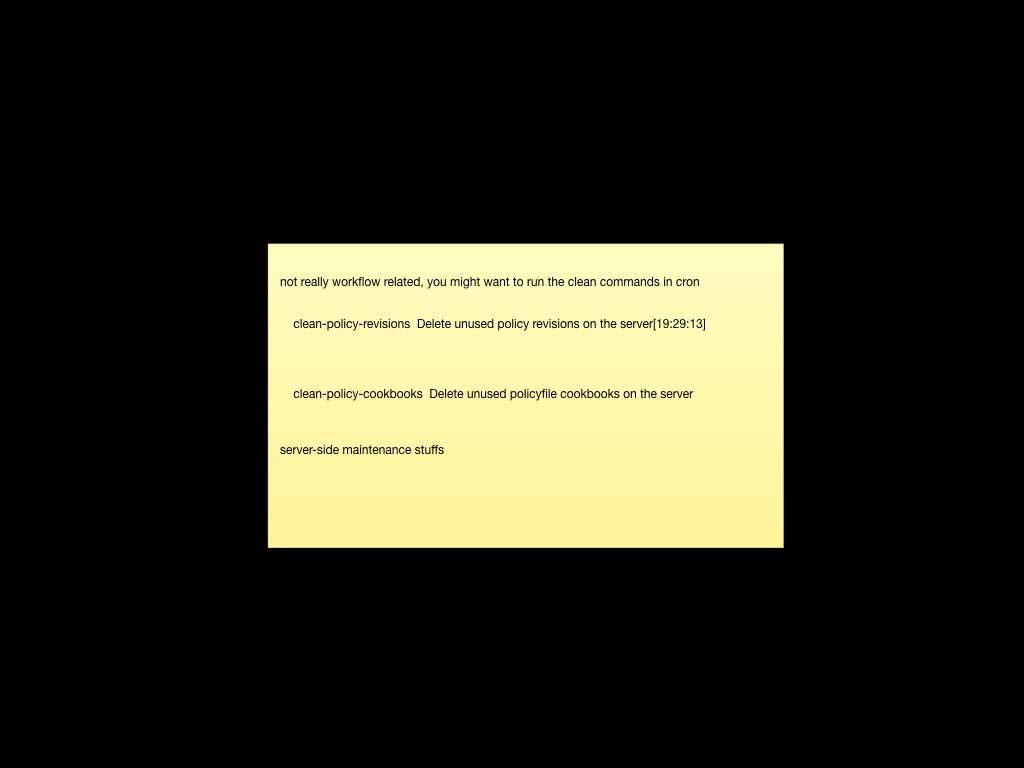 not really workflow related, you might want to run the clean commands in cron
clean-policy-revisions  Delete unused policy revisions on the server[19:29:13]
clean-policy-cookbooks  Delete unused policyfile cookbooks on the server
server-side maintenance stuffs